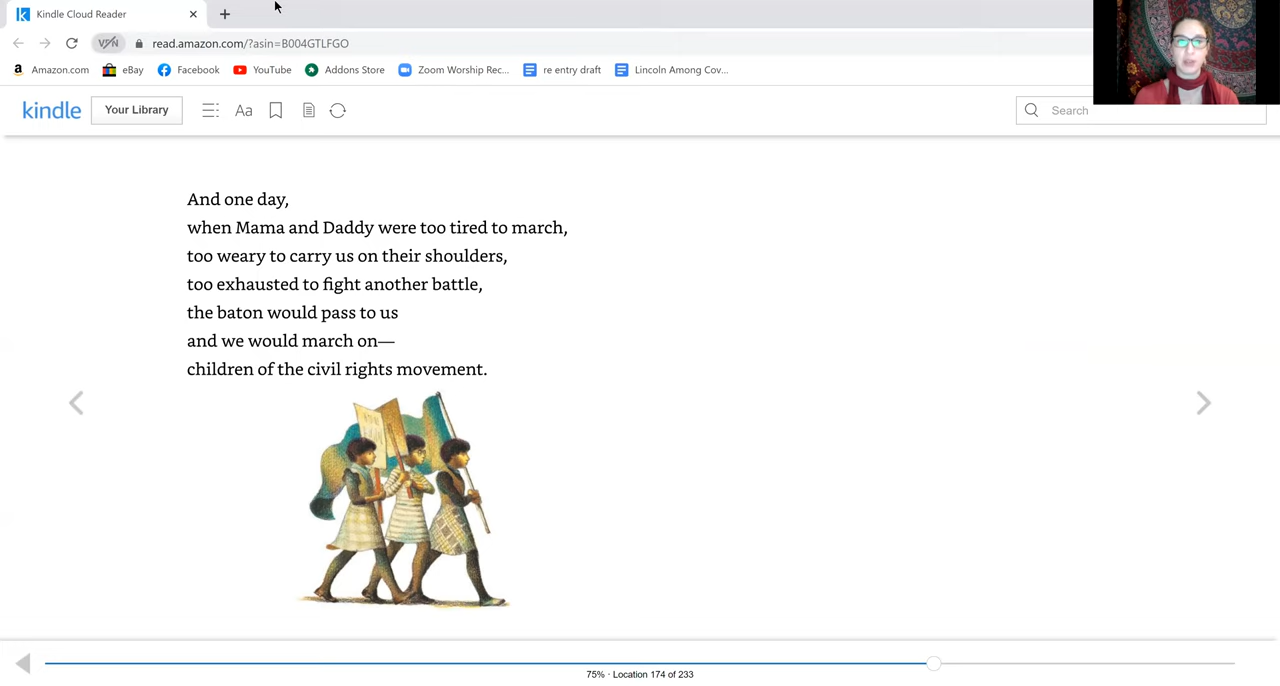 Kindle Cloud Reader
VPN
read.amazon.com/?asin=B004GTLFGO
Amazon.com
eBay
Facebook
YouTube
Addons Store
Zoom Worship Rec...
re entry draft
Lincoln Among Cov...
kindle
Your Library
Aa
Search
And one day,
when Mama and Daddy were too tired to march,
too weary to carry us on their shoulders,
too exhausted to fight another battle,
the baton would pass to us
and we would march on—
children of the civil rights movement.
75% · Location 174 of 233